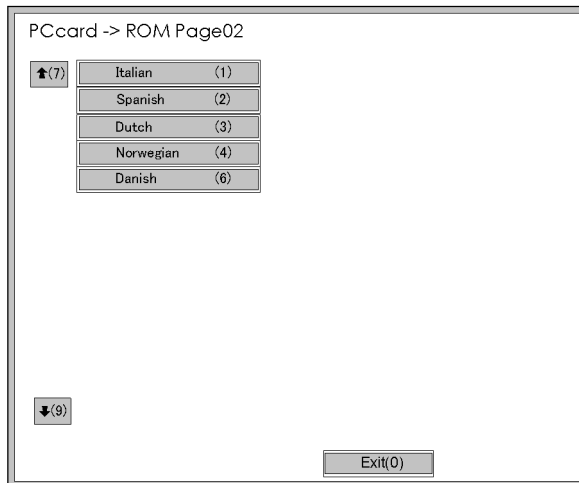 PCcard -> ROM Page02
⬆(7)
Italian (1)
Spanish (2)
Dutch (3)
Norwegian (4)
Danish (6)
⬇(9)
Exit(0)